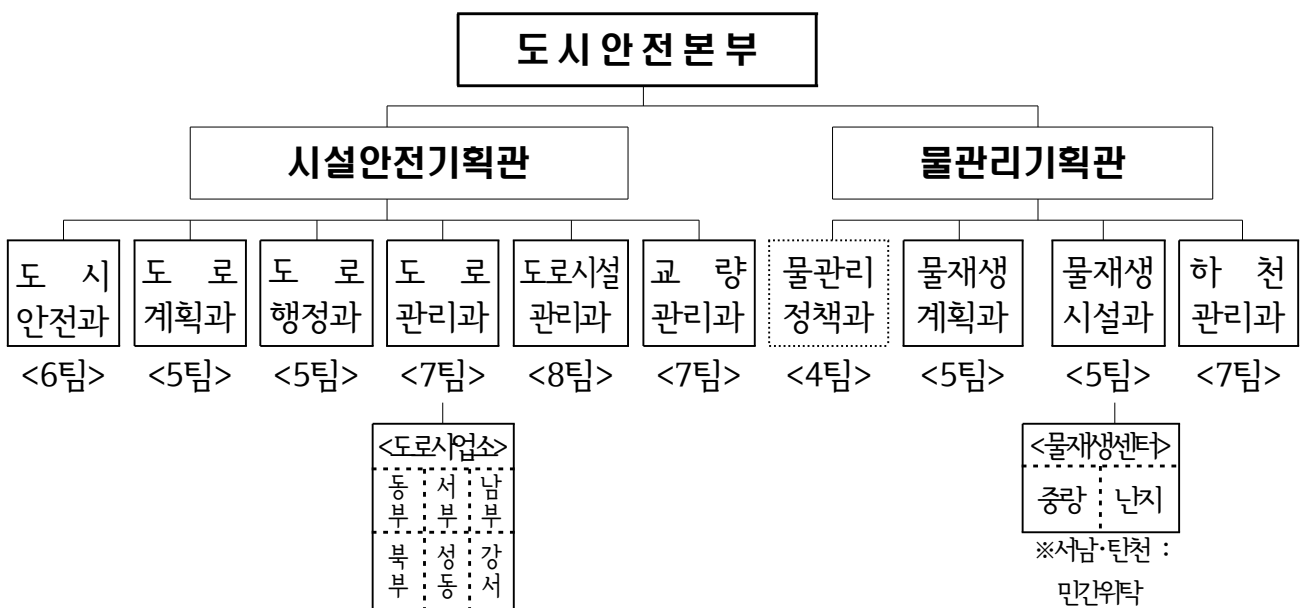 도시안전본부
시설안전기획관
물관리기획관
도 시
안전과
<6팀>
도 로
계획과
<5팀>
도 로
행정과
<5팀>
도 로
관리과
<7팀>
도로시설
관리과
<8팀>
교 량
관리과
<7팀>
물관리
정책과
<4팀>
물재생
계획과
<5팀>
물재생
시설과
<5팀>
하 천
관리과
<7팀>
<도로사업소>
동부
서부
남부
북부
성동
강서
<물재생센터>
중랑
난지
※서남·탄천 :
민간위탁